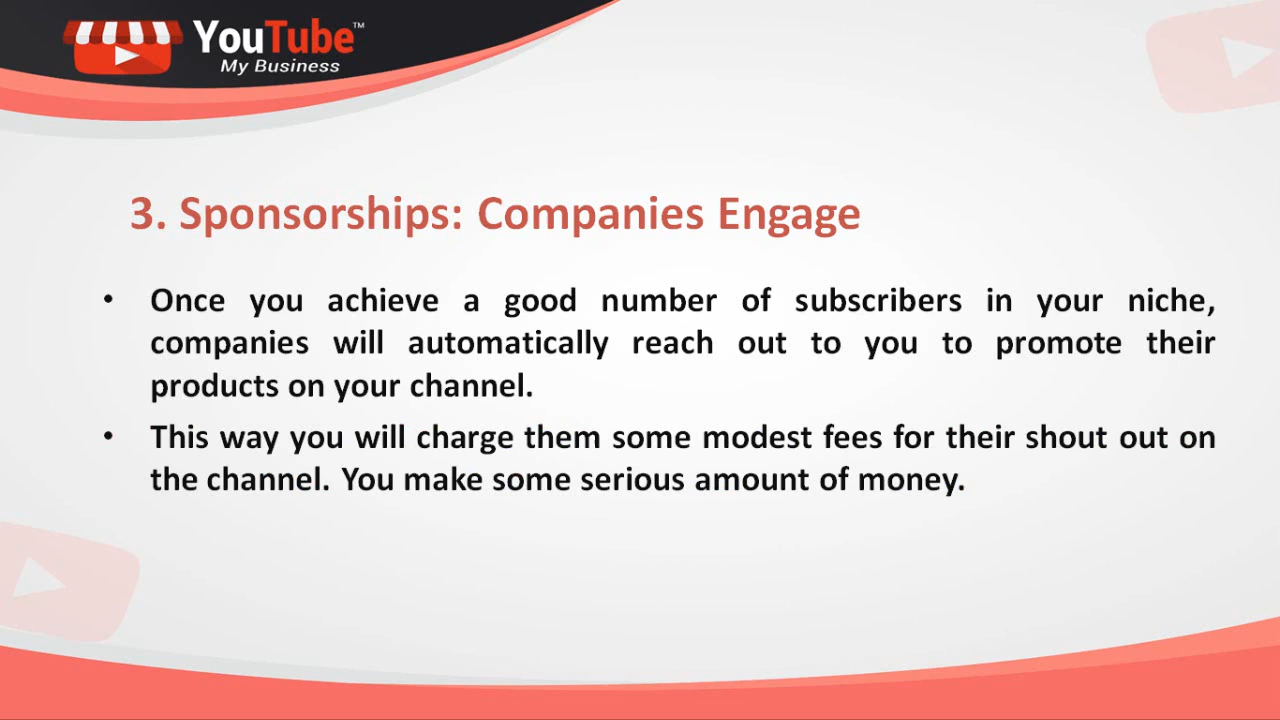 YouTube™
My Business
3. Sponsorships: Companies Engage
• Once you achieve a good number of subscribers in your niche,
companies will automatically reach out to you to promote their
products on your channel.
• This way you will charge them some modest fees for their shout out on
the channel. You make some serious amount of money.